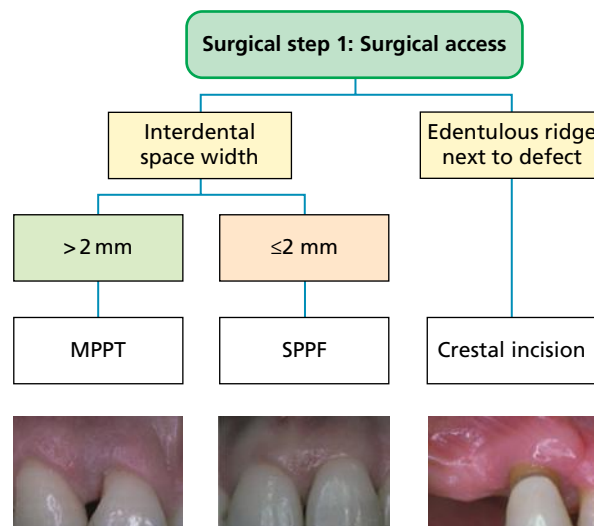 Surgical step 1: Surgical access
Interdental
space width
Edentulous ridge
next to defect
>2 mm
≤2 mm
MPPT
SPPF
Crestal incision